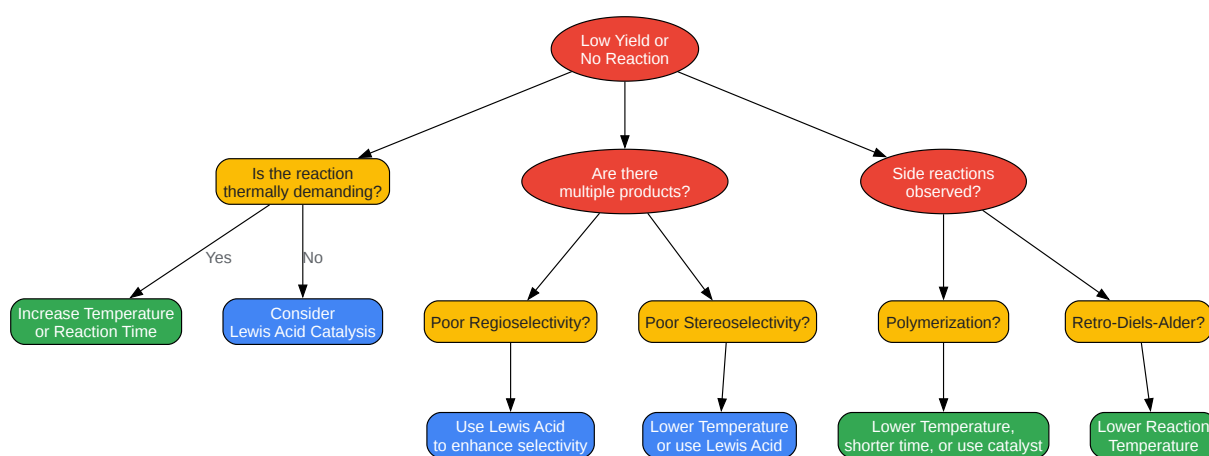 Low Yield or
No Reaction
Is the reaction
thermally demanding?
Are there
multiple products?
Side reactions
observed?
Yes
No
Increase Temperature
or Reaction Time
Consider
Lewis Acid Catalysis
Poor Regioselectivity?
Poor Stereoselectivity?
Polymerization?
Retro-Diels-Alder?
Use Lewis Acid
to enhance selectivity
Lower Temperature
or use Lewis Acid
Lower Temperature,
shorter time, or use catalyst
Lower Reaction
Temperature